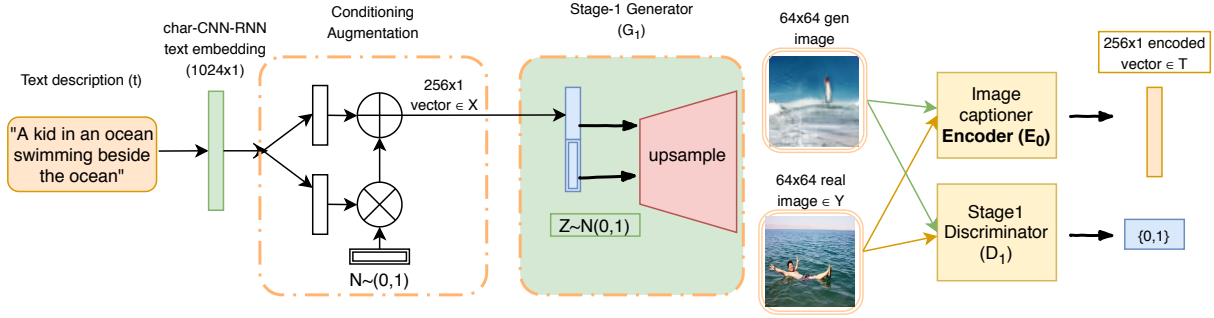 Text description (t)
"A kid in an ocean
swimming beside
the ocean"
char-CNN-RNN
text embedding
(1024x1)
Conditioning
Augmentation
N~(0,1)
256x1
vector ∈ X
Stage-1 Generator
(G₁)
upsample
Z~N(0,1)
64x64 gen
image
64x64 real
image ∈ Y
Image
captioner
Encoder (E₀)
Stage1
Discriminator
(D₁)
256x1 encoded
vector ∈ T
{0,1}